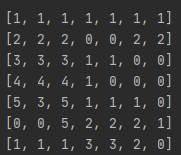 [1, 1, 1, 1, 1, 1, 1]
[2, 2, 2, 0, 0, 2, 2]
[3, 3, 3, 1, 1, 0, 0]
[4, 4, 4, 1, 0, 0, 0]
[5, 3, 5, 1, 1, 1, 0]
[0, 0, 5, 2, 2, 2, 1]
[1, 1, 1, 3, 3, 2, 0]